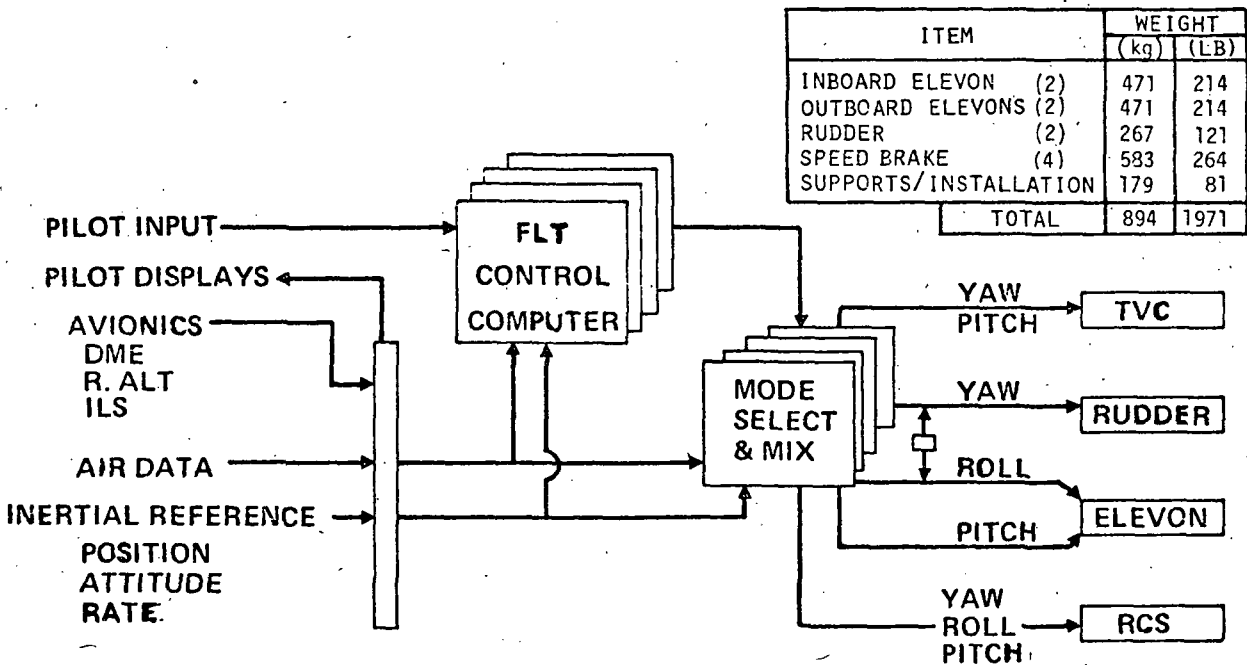 ITEM WEIGHT
(kg) (LB)
INBOARD ELEVON (2) 471 214
OUTBOARD ELEVONS (2) 471 214
RUDDER (2) 267 121
SPEED BRAKE (4) 583 264
SUPPORTS/INSTALLATION 179 81
TOTAL 894 1971
PILOT INPUT
PILOT DISPLAYS
AVIONICS
DME
R. ALT
ILS
AIR DATA
INERTIAL REFERENCE
POSITION
ATTITUDE
RATE
FLT
CONTROL
COMPUTER
MODE
SELECT
& MIX
YAW
PITCH
TVC
YAW
RUDDER
ROLL
PITCH
ELEVON
YAW
ROLL
PITCH
RCS